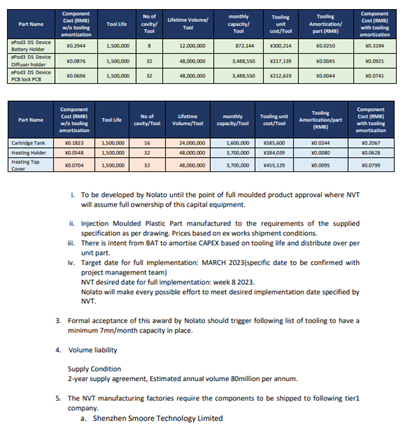 Part Name | Component Cost (RMB) w/o tooling amortization | Tool Life | No of cavity/Tool | Lifetime Volume/Tool | monthly capacity/Tool | Tooling unit cost/Tool | Tooling Amortization/part (RMB) | Component Cost (RMB) with tooling amortization
ePod3 DS Device Battery Holder | ¥0.2944 | 1,500,000 | 8 | 12,000,000 | 872,144 | ¥300,214 | ¥0.0250 | ¥0.3194
ePod3 DS Device Diffuser holder | ¥0.0876 | 1,500,000 | 32 | 48,000,000 | 3,488,550 | ¥217,139 | ¥0.0045 | ¥0.0921
ePod3 DS Device PCB lock PCB | ¥0.0696 | 1,500,000 | 32 | 48,000,000 | 3,488,550 | ¥212,619 | ¥0.0044 | ¥0.0741
Part Name | Component Cost (RMB) w/o tooling amortization | Tool Life | No of cavity/Tool | Lifetime Volume/Tool | monthly capacity/Tool | Tooling unit cost/Tool | Tooling Amortization/part (RMB) | Component Cost (RMB) with tooling amortization
Cartridge Tank | ¥0.1823 | 1,500,000 | 16 | 24,000,000 | 1,600,000 | ¥585,600 | ¥0.0244 | ¥0.2067
Heating Holder | ¥0.0548 | 1,500,000 | 32 | 48,000,000 | 3,700,000 | ¥384,039 | ¥0.0080 | ¥0.0628
Heating Top Cover | ¥0.0704 | 1,500,000 | 32 | 48,000,000 | 3,700,000 | ¥455,129 | ¥0.0095 | ¥0.0799
i. To be developed by Nolato until the point of full moulded product approval where NVT
will assume full ownership of this capital equipment.
ii. Injection Moulded Plastic Part manufactured to the requirements of the supplied
specification as per drawing. Prices based on ex works shipment conditions.
iii. There is intent from BAT to amortise CAPEX based on tooling life and distribute over per
unit part.
iv. Target date for full implementation: MARCH 2023(specific date to be confirmed with
project management team)
NVT desired date for full implementation: week 8 2023.
Nolato will make every possible effort to meet desired implementation date specified by
NVT.
3. Formal acceptance of this award by Nolato should trigger following list of tooling to have a
minimum 7mn/month capacity in place.
4. Volume liability
Supply Condition
2-year supply agreement, Estimated annual volume 80million per annum.
5. The NVT manufacturing factories require the components to be shipped to following tier1
company.
a. Shenzhen Smoore Technology Limited